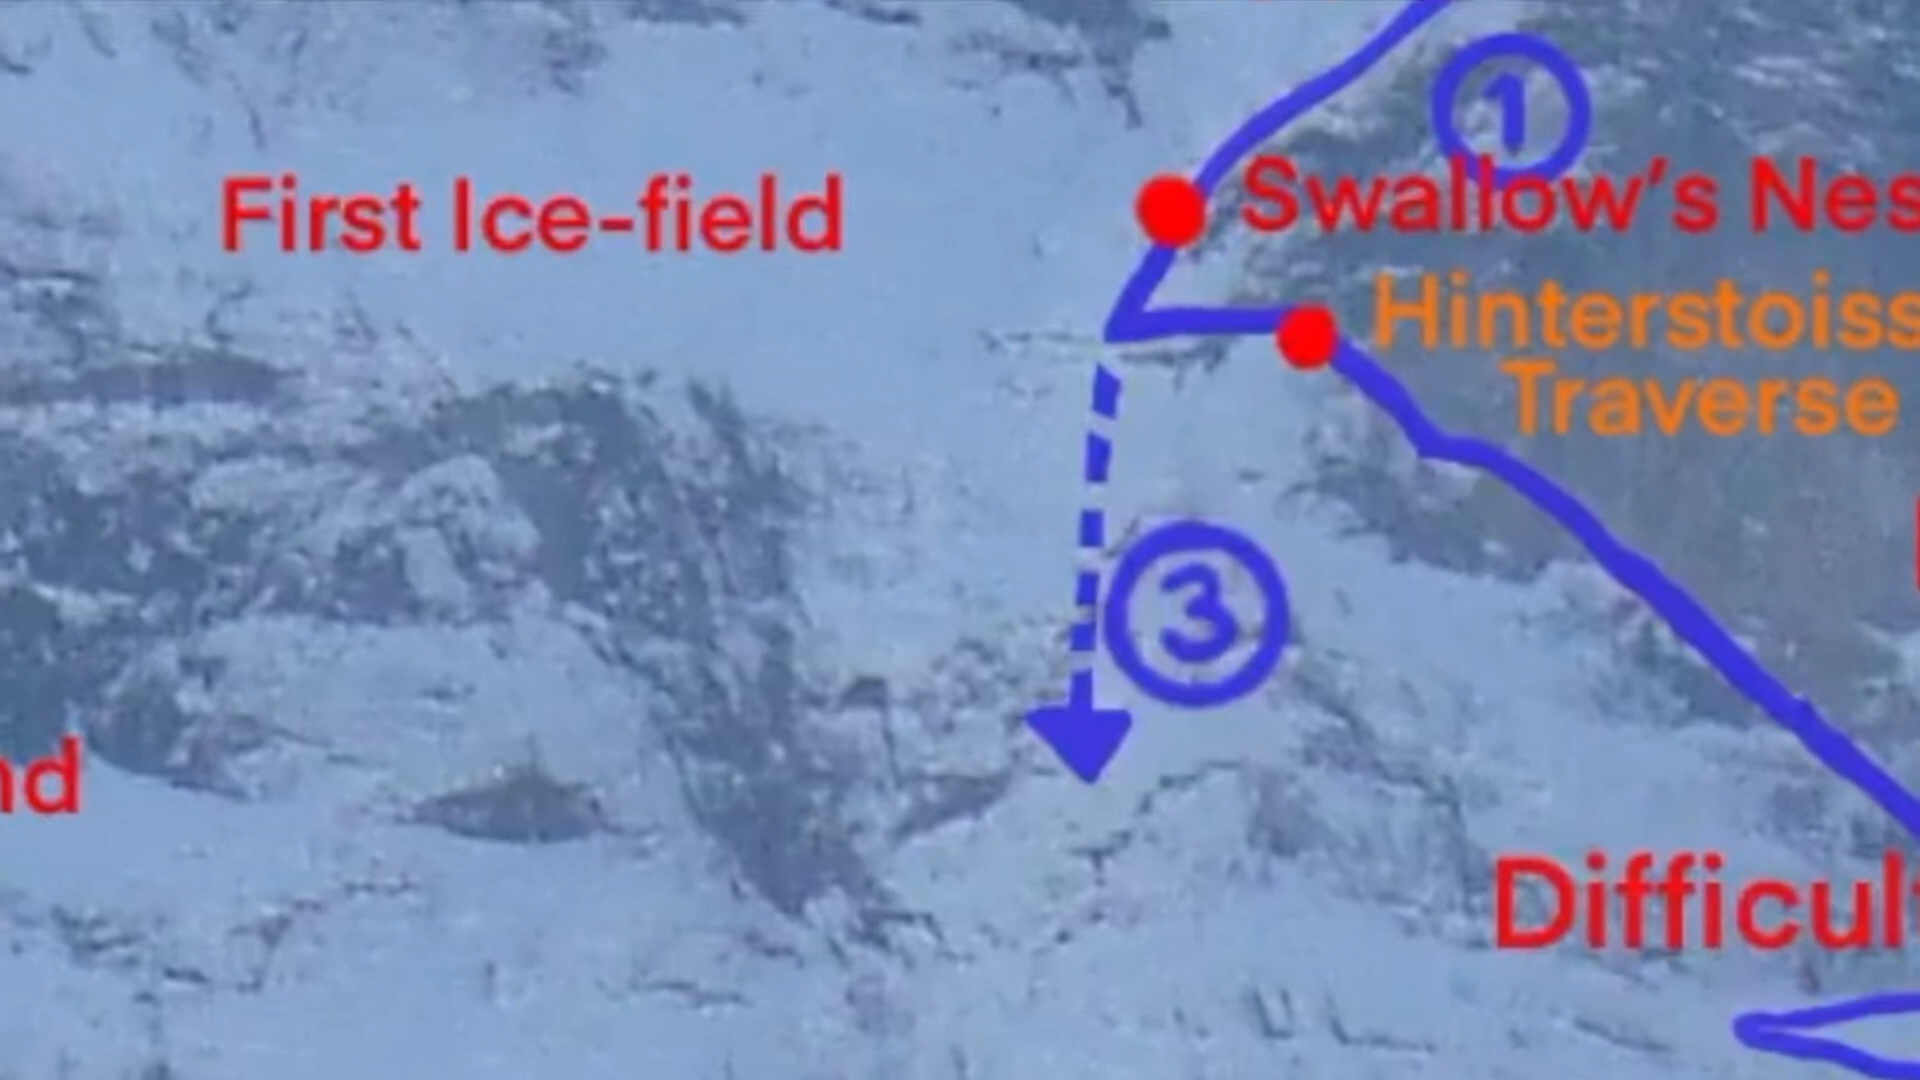 1
First Ice-field
Swallow's Nes
Hinterstoiss
Traverse
3
nd
Difficul